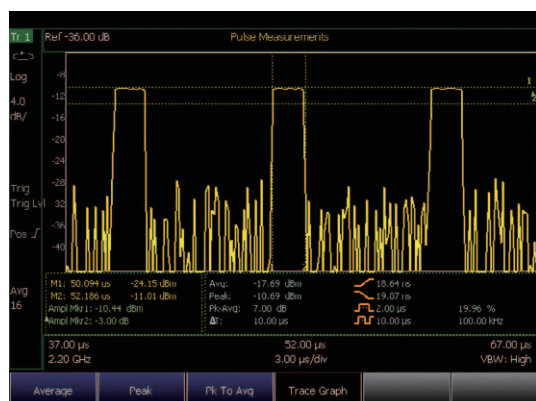 Tr 1 Ref -36.00 dB Pulse Measurements
Log
4.0
dB/
Trig
Trig Lvl
Pos
Avg
16
-8
-12
-16
-20
-24
-28
-32
-36
-40
1
2
M1: 50.094 us -24.15 dBm
M2: 52.186 us -11.01 dBm
Ampl Mkr1: -10.44 dBm
Ampl Mkr2: -3.00 dB
Avg: -17.69 dBm 18.64 ns
Peak: -10.69 dBm 19.07 ns
Pk-Avg: 7.00 dB 2.00 µs 19.96 %
ΔT: 10.00 µs 10.00 µs 100.00 kHz
37.00 µs 52.00 µs 67.00 µs
2.20 GHz 3.00 µs/div VBW: High
Average Peak Pk To Avg Trace Graph